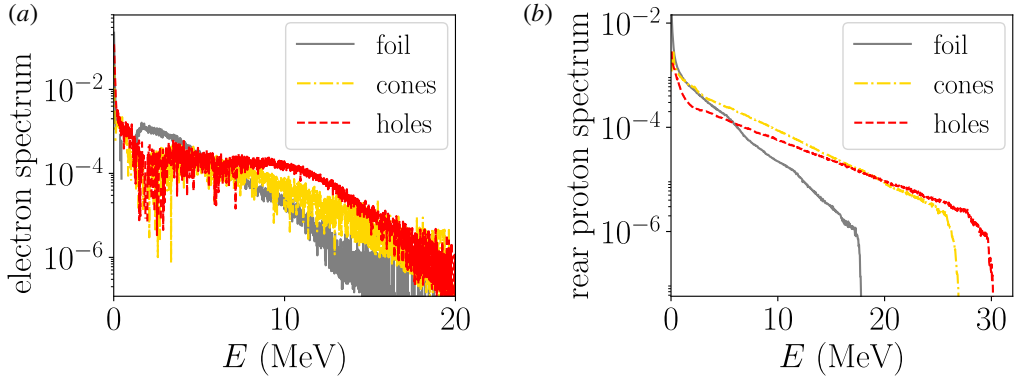 (a)
electron spectrum
10⁻²
10⁻⁴
10⁻⁶
foil
cones
holes
0
10
20
E (MeV)
(b)
rear proton spectrum
10⁻²
10⁻⁴
10⁻⁶
foil
cones
holes
0
10
20
30
E (MeV)